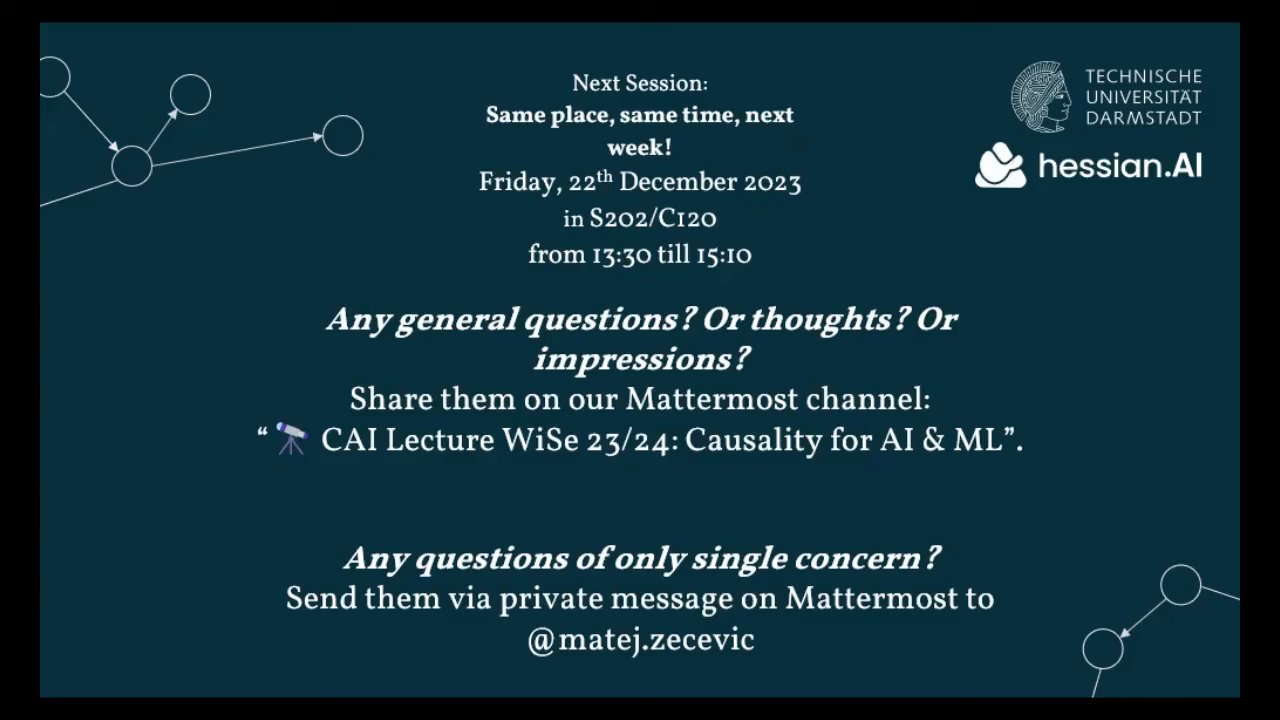 Next Session:
Same place, same time, next
week!
Friday, 22th December 2023
in S202/C120
from 13:30 till 15:10
TECHNISCHE
UNIVERSITÄT
DARMSTADT
hessian.AI
Any general questions? Or thoughts? Or
impressions?
Share them on our Mattermost channel:
“🔭 CAI Lecture WiSe 23/24: Causality for AI & ML”.
Any questions of only single concern?
Send them via private message on Mattermost to
@matej.zecevic